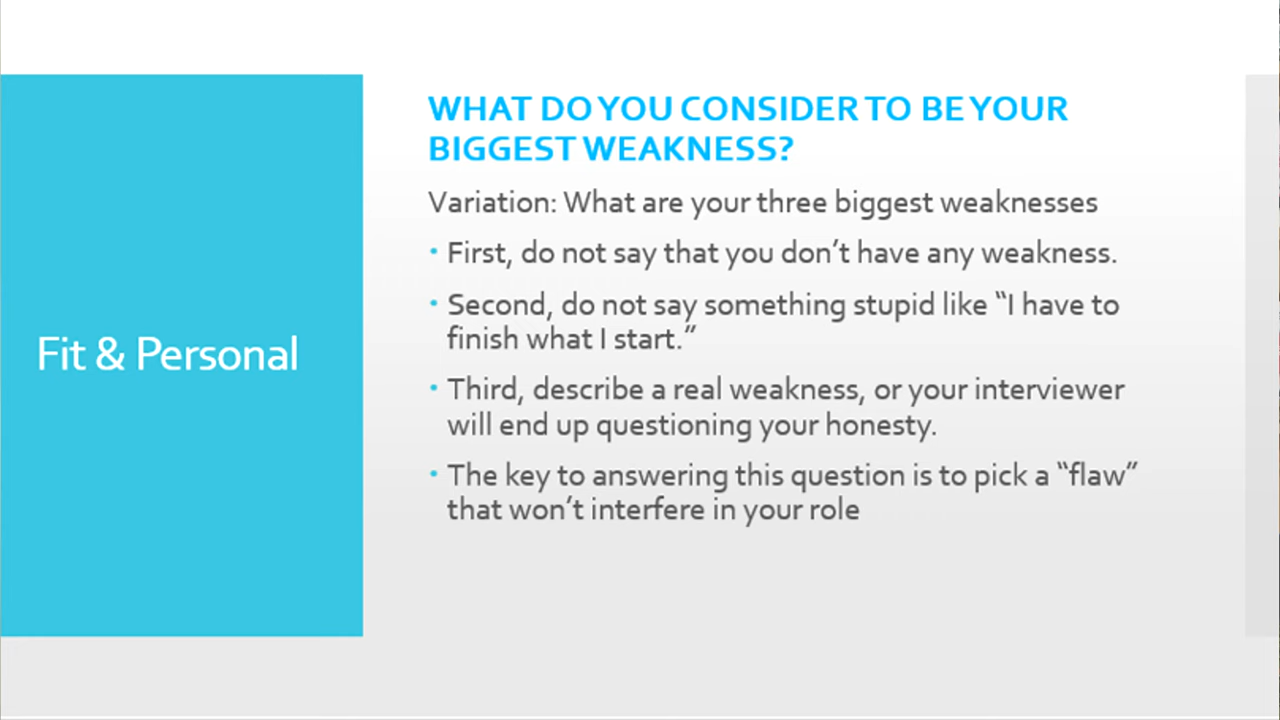 WHAT DO YOU CONSIDER TO BE YOUR
BIGGEST WEAKNESS?
Variation: What are your three biggest weaknesses
• First, do not say that you don’t have any weakness.
• Second, do not say something stupid like “I have to
finish what I start.”
Fit & Personal
• Third, describe a real weakness, or your interviewer
will end up questioning your honesty.
• The key to answering this question is to pick a “flaw”
that won’t interfere in your role